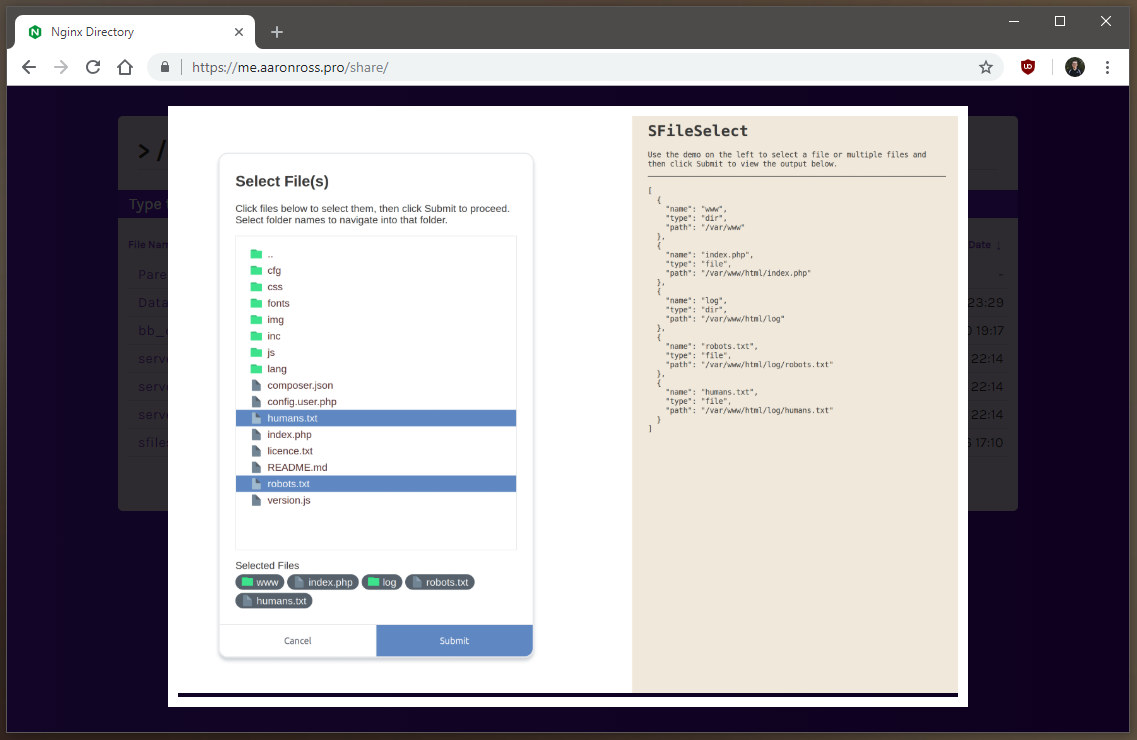 Nginx Directory
https://me.aaronross.pro/share/
>/
Type
File Nam
Date ↓
Pare
-
Data
23:29
bb_
19:17
serv
22:14
serv
22:14
serv
22:14
sfiles
17:10
Select File(s)
Click files below to select them, then click Submit to proceed.
Select folder names to navigate into that folder.
..
cfg
css
fonts
img
inc
js
lang
composer.json
config.user.php
humans.txt
index.php
licence.txt
README.md
robots.txt
version.js
Selected Files
www index.php log robots.txt
humans.txt
Cancel Submit
SFileSelect
Use the demo on the left to select a file or multiple files and
then click Submit to view the output below.
[
{
"name": "www",
"type": "dir",
"path": "/var/www"
},
{
"name": "index.php",
"type": "file",
"path": "/var/www/html/index.php"
},
{
"name": "log",
"type": "dir",
"path": "/var/www/html/log"
},
{
"name": "robots.txt",
"type": "file",
"path": "/var/www/html/log/robots.txt"
},
{
"name": "humans.txt",
"type": "file",
"path": "/var/www/html/log/humans.txt"
}
]